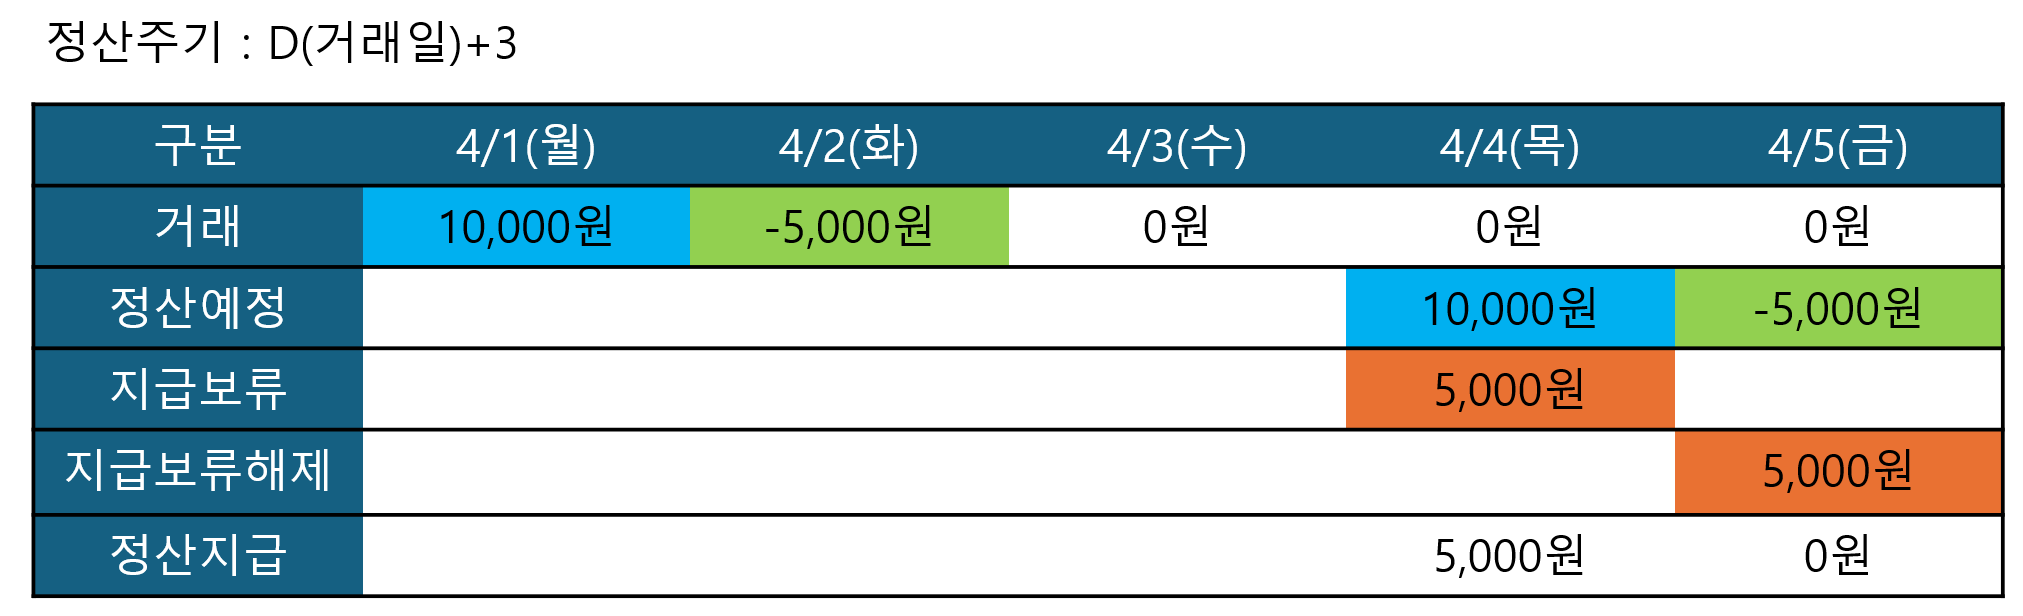 정산주기 : D(거래일)+3
구분 4/1(월) 4/2(화) 4/3(수) 4/4(목) 4/5(금)
거래 10,000원 -5,000원 0원 0원 0원
정산예정 10,000원 -5,000원
지급보류 5,000원
지급보류해제 5,000원
정산지급 5,000원 0원